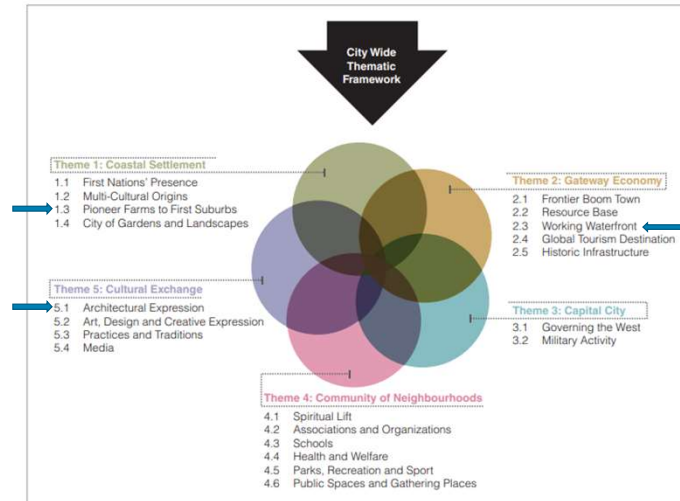 City Wide
Thematic
Framework
Theme 1: Coastal Settlement
1.1 First Nations' Presence
1.2 Multi-Cultural Origins
1.3 Pioneer Farms to First Suburbs
1.4 City of Gardens and Landscapes
Theme 2: Gateway Economy
2.1 Frontier Boom Town
2.2 Resource Base
2.3 Working Waterfront
2.4 Global Tourism Destination
2.5 Historic Infrastructure
Theme 5: Cultural Exchange
5.1 Architectural Expression
5.2 Art, Design and Creative Expression
5.3 Practices and Traditions
5.4 Media
Theme 3: Capital City
3.1 Governing the West
3.2 Military Activity
Theme 4: Community of Neighbourhoods
4.1 Spiritual Lift
4.2 Associations and Organizations
4.3 Schools
4.4 Health and Welfare
4.5 Parks, Recreation and Sport
4.6 Public Spaces and Gathering Places